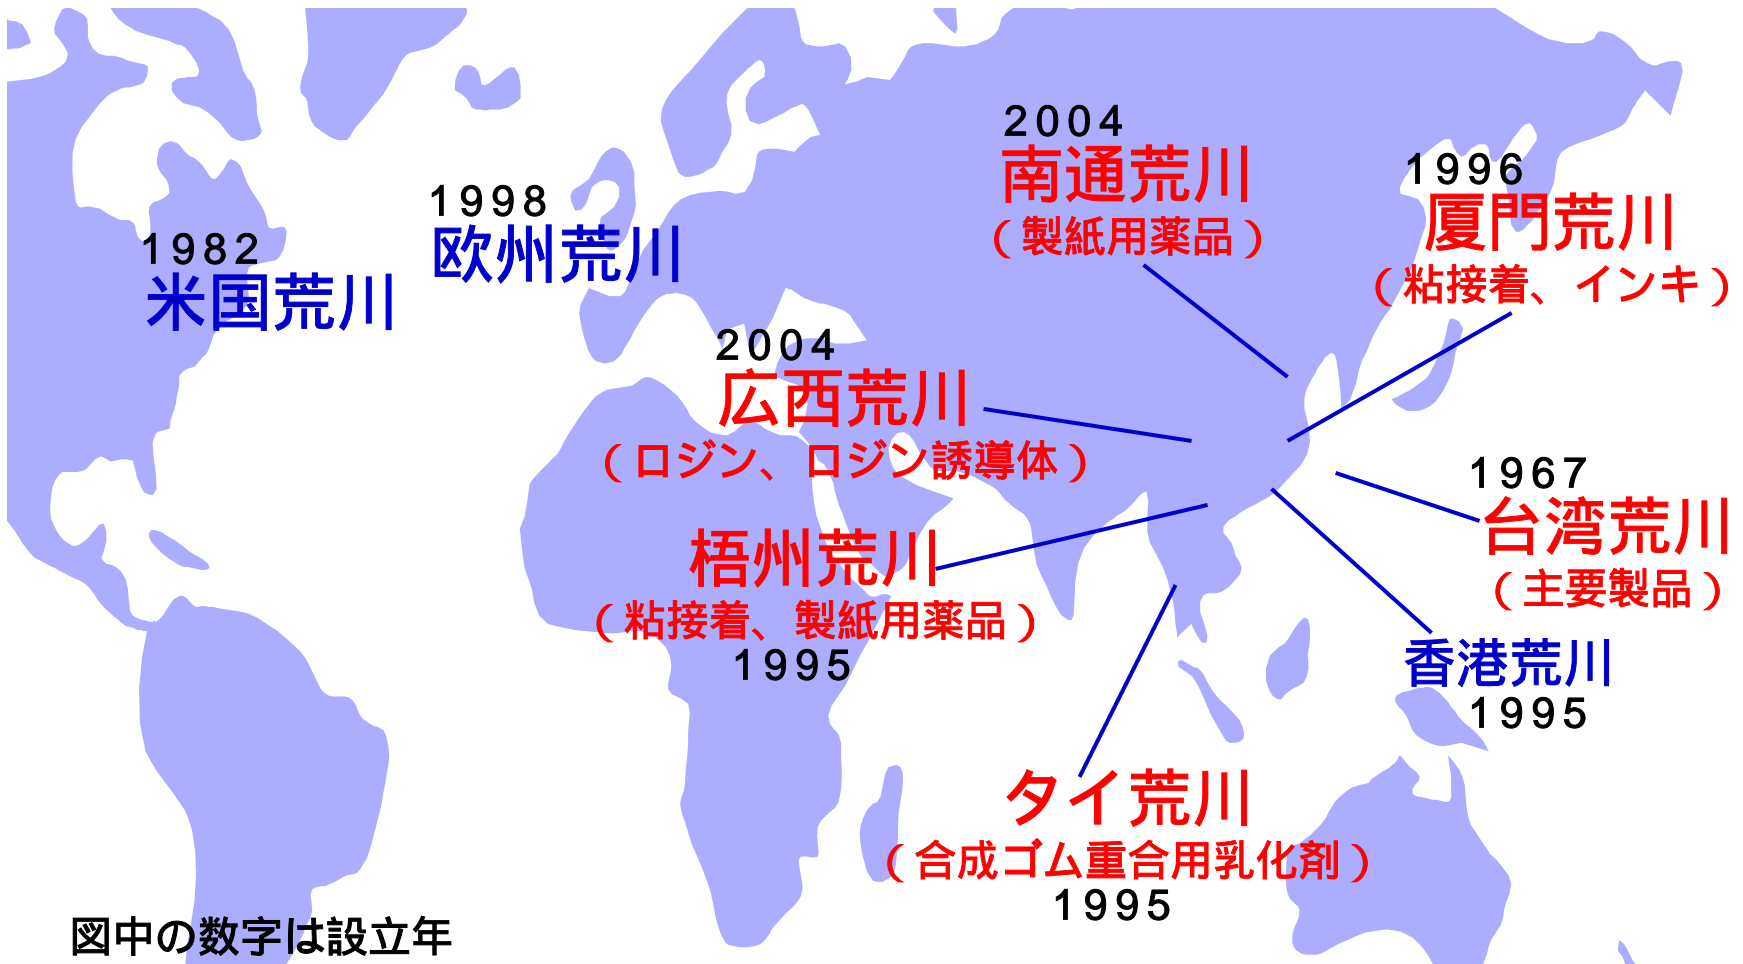 2004
南通荒川
（製紙用薬品）
1996
厦門荒川
（粘接着、インキ）
1998
欧州荒川
1982
米国荒川
2004
広西荒川
（ロジン、ロジン誘導体）
1967
台湾荒川
（主要製品）
梧州荒川
（粘接着、製紙用薬品）
1995
香港荒川
1995
タイ荒川
（合成ゴム重合用乳化剤）
1995
図中の数字は設立年